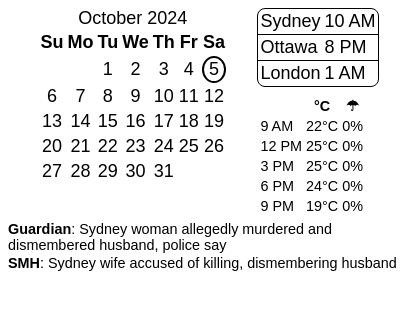 October 2024
Su Mo Tu We Th Fr Sa
1 2 3 4 5
6 7 8 9 10 11 12
13 14 15 16 17 18 19
20 21 22 23 24 25 26
27 28 29 30 31
Sydney 10 AM
Ottawa 8 PM
London 1 AM
°C ☂
9 AM 22°C 0%
12 PM 25°C 0%
3 PM 25°C 0%
6 PM 24°C 0%
9 PM 19°C 0%
Guardian: Sydney woman allegedly murdered and
dismembered husband, police say
SMH: Sydney wife accused of killing, dismembering husband